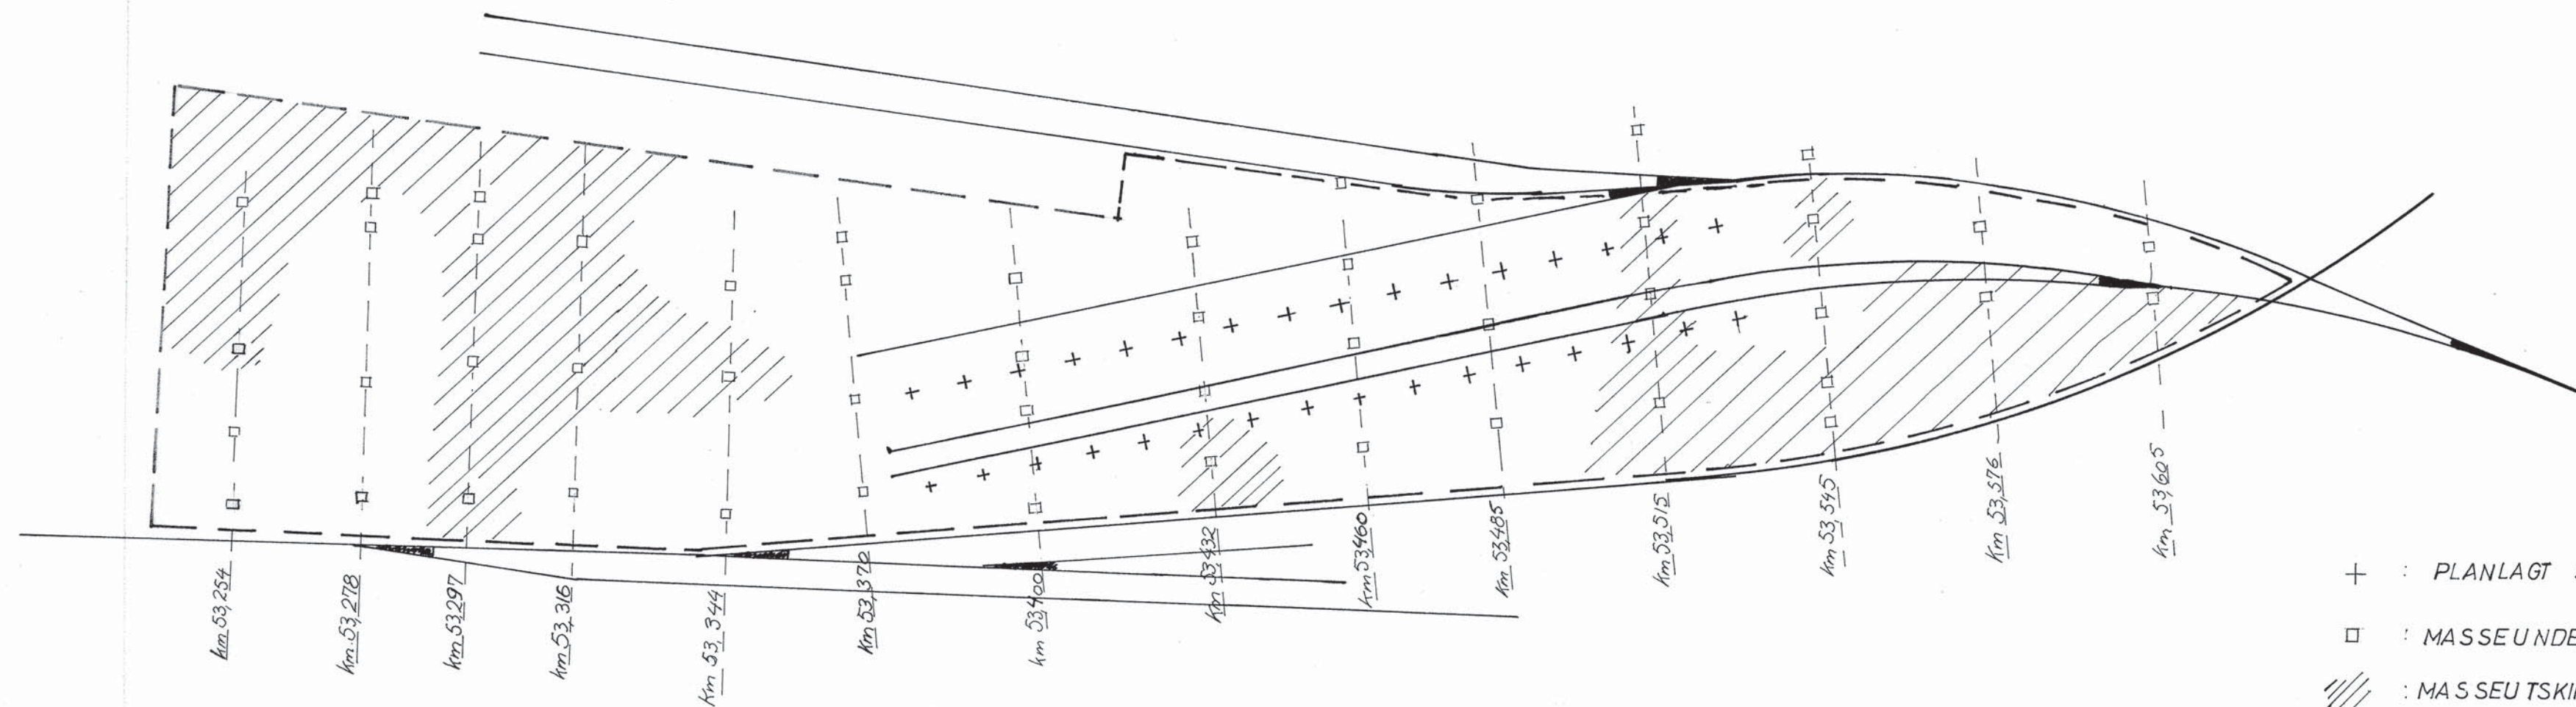 km 53,254
km 53,278
km 53,297
km 53,316
km 53,344
km 53,370
km 53,400
km 53,432
km 53,460
km 53,485
km 53,515
km 53,545
km 53,576
km 53,605
+ : PLANLAGT
□ : MASSEUNDE
: MASSEUTSKI